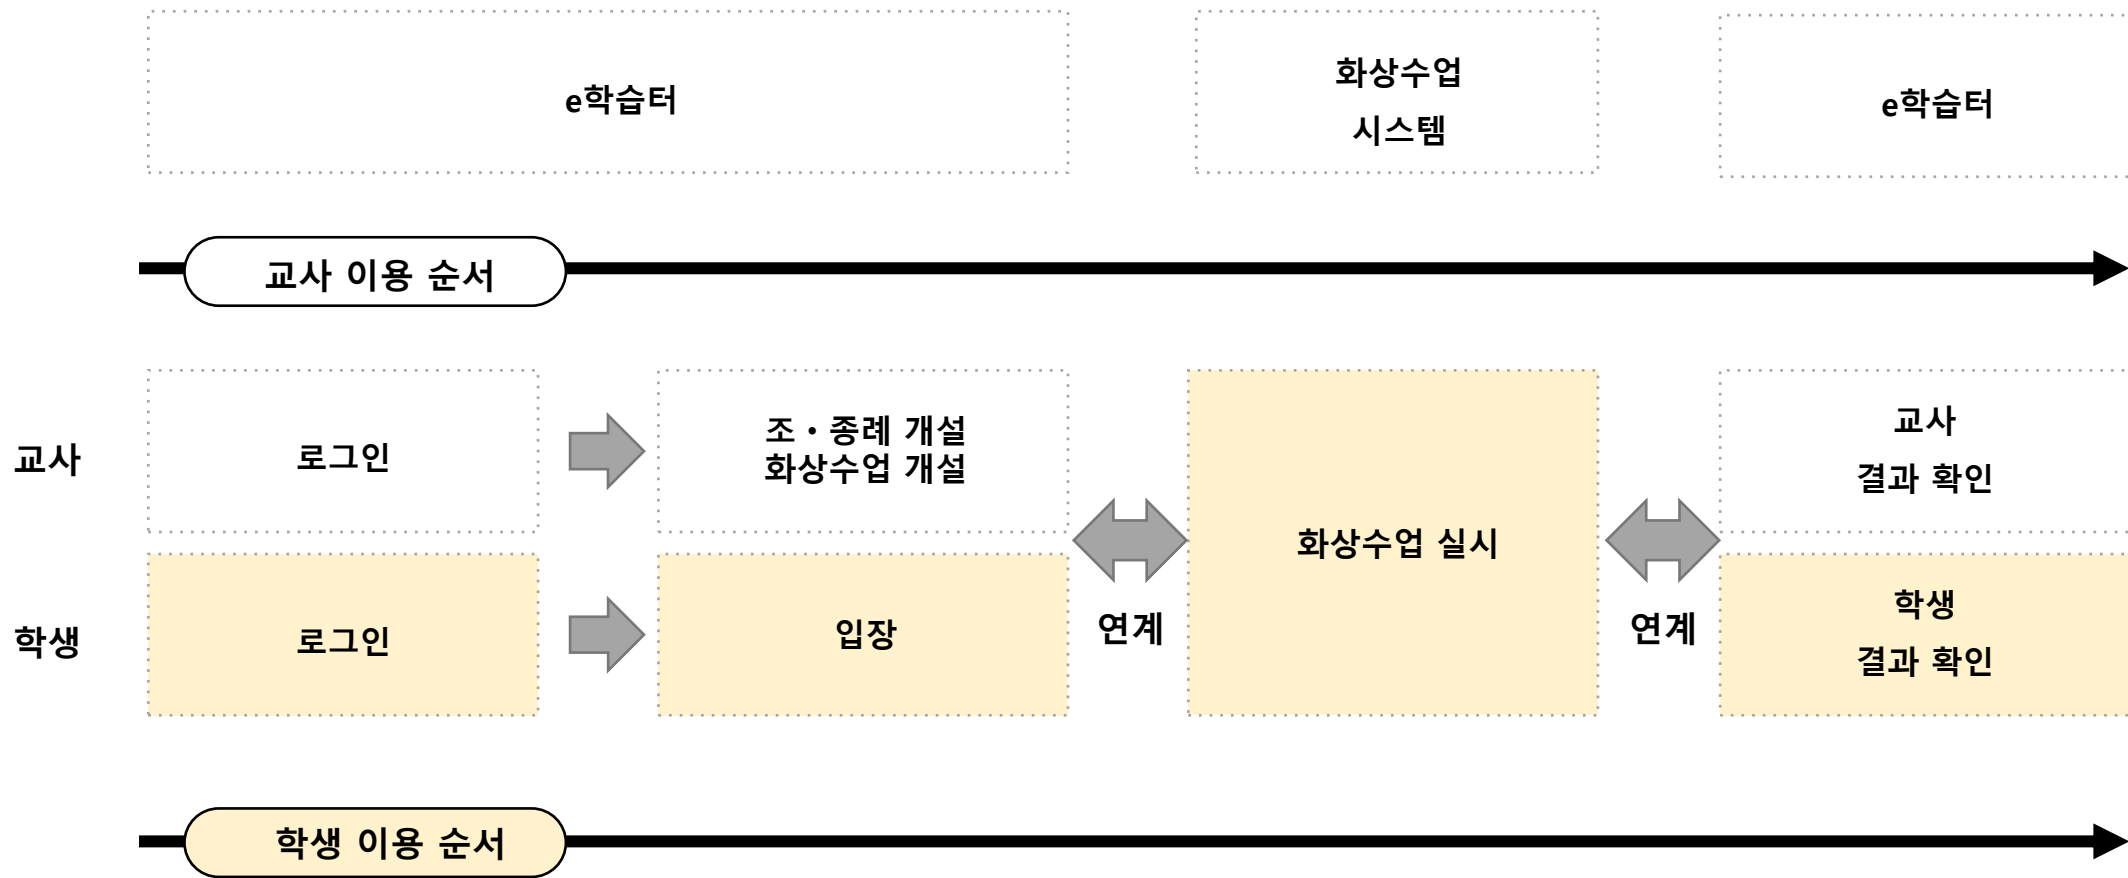 e학습터
화상수업
시스템
e학습터
교사 이용 순서
교사
로그인
조・종례 개설
화상수업 개설
교사
결과 확인
화상수업 실시
학생
로그인
입장
연계
연계
학생
결과 확인
학생 이용 순서